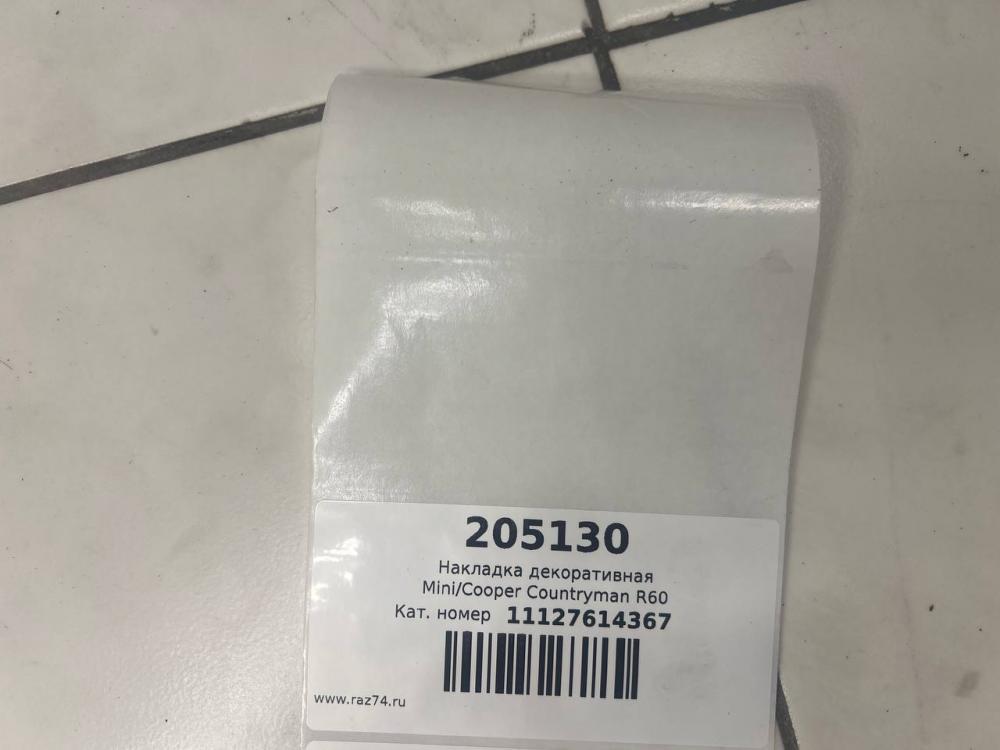 205130
Накладка декоративная
Mini/Cooper Countryman R60
Кат. номер 11127614367
www.raz74.ru